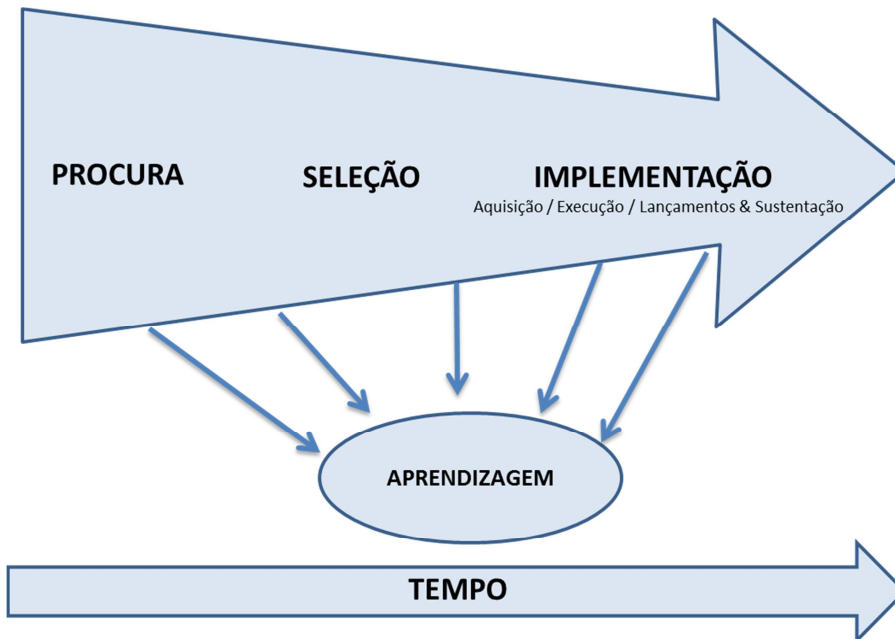 PROCURA
SELEÇÃO
IMPLEMENTAÇÃO
Aquisição / Execução / Lançamentos & Sustentação
APRENDIZAGEM
TEMPO